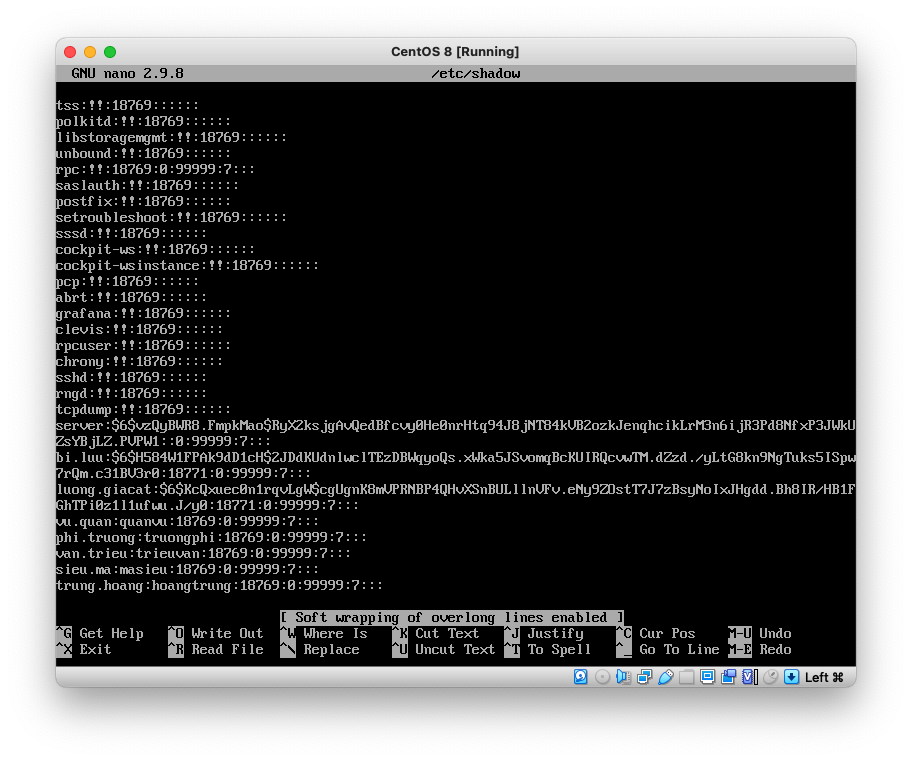 CentOS 8 [Running]
GNU nano 2.9.8 /etc/shadow
tss:!!:18769::::::
polkitd:!!:18769::::::
libstoragemgmt:!!:18769::::::
unbound:!!:18769::::::
rpc:!!:18769:0:99999:7:::
saslauth:!!:18769::::::
postfix:!!:18769::::::
setroubleshoot:!!:18769::::::
sssd:!!:18769::::::
cockpit-ws:!!:18769::::::
cockpit-wsinstance:!!:18769::::::
pcp:!!:18769::::::
abrt:!!:18769::::::
grafana:!!:18769::::::
clevis:!!:18769::::::
rpcuser:!!:18769::::::
chrony:!!:18769::::::
sshd:!!:18769::::::
rngd:!!:18769::::::
tcpdump:!!:18769::::::
server:$6$vzQyBWR8.FmpkMao$RyXZksjgAvQedBfcvy0He0nrHtq94J8jNT84kVB2ozkJenqhcikLrM3n6ijR3Pd8NfxP3JWkU
ZsYBjLZ.PVPW1::0:99999:7:::
bi.luu:$6$H584W1FPAk9dD1cH$2JDdKUdnlwclTEzDBWqyoQs.xWka5JSvomqBcKUIRQcvwTM.dZzd./yLtG8kn9NgTuks5ISpw
7rQm.c31BV3r0:18771:0:99999:7:::
luong.giacat:$6$KcQxuec0n1rqvLgW$cgUgnK8mVPRNBP4QHvXSnBULllnVFv.eNy9ZOstT7J7zBsyNoIxJHgdd.Bh8IR/HB1F
GhTPi0z1l1ufwu.J/y0:18771:0:99999:7:::
vu.quan:quanvu:18769:0:99999:7:::
phi.truong:truongphi:18769:0:99999:7:::
van.trieu:trieuvan:18769:0:99999:7:::
sieu.ma:masieu:18769:0:99999:7:::
trung.hoang:hoangtrung:18769:0:99999:7:::
[ Soft wrapping of overlong lines enabled ]
^G Get Help ^O Write Out ^W Where Is ^K Cut Text ^J Justify ^C Cur Pos M-U Undo
^X Exit ^R Read File ^\ Replace ^U Uncut Text ^T To Spell ^_ Go To Line M-E Redo
Left ⌘